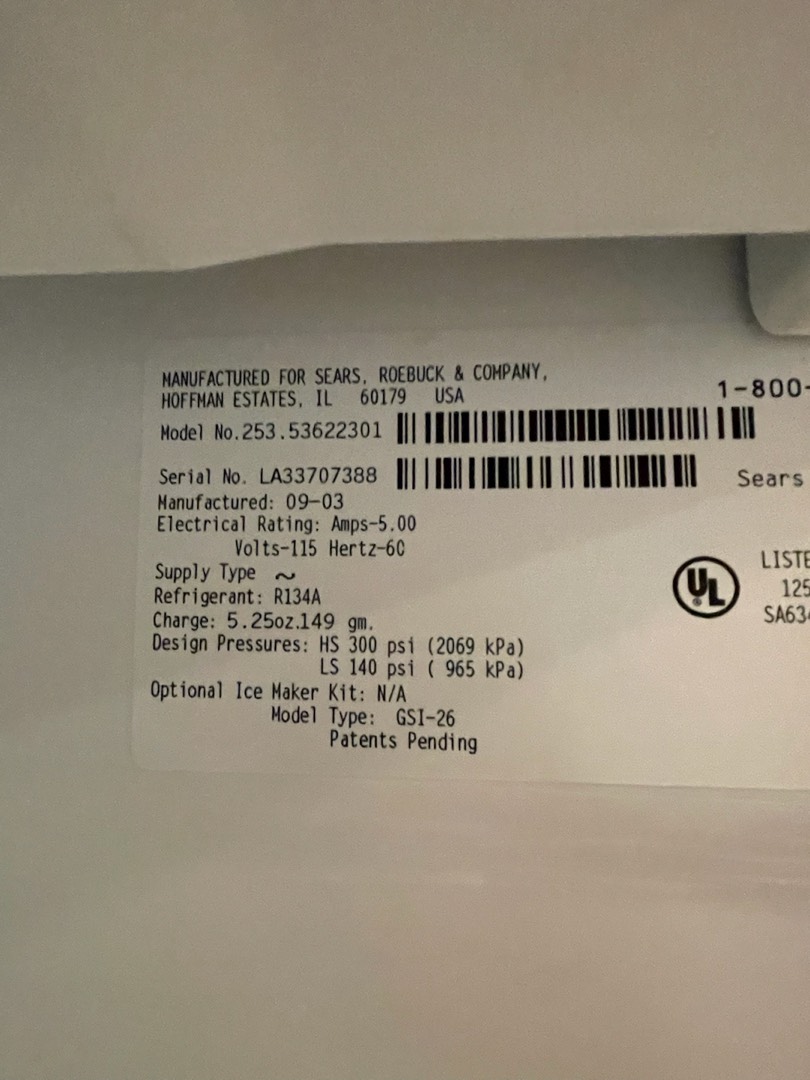 MANUFACTURED FOR SEARS, ROEBUCK & COMPANY,
HOFFMAN ESTATES, IL 60179 USA
1-800-
Model No.253.53622301
Serial No. LA33707388
Sears
Manufactured: 09-03
Electrical Rating: Amps-5.00
Volts-115 Hertz-60
Supply Type ~
Refrigerant: R134A
Charge: 5.25oz.149 gm.
Design Pressures: HS 300 psi (2069 kPa)
LS 140 psi ( 965 kPa)
Optional Ice Maker Kit: N/A
Model Type: GSI-26
Patents Pending
UL
LISTE
125
SA634